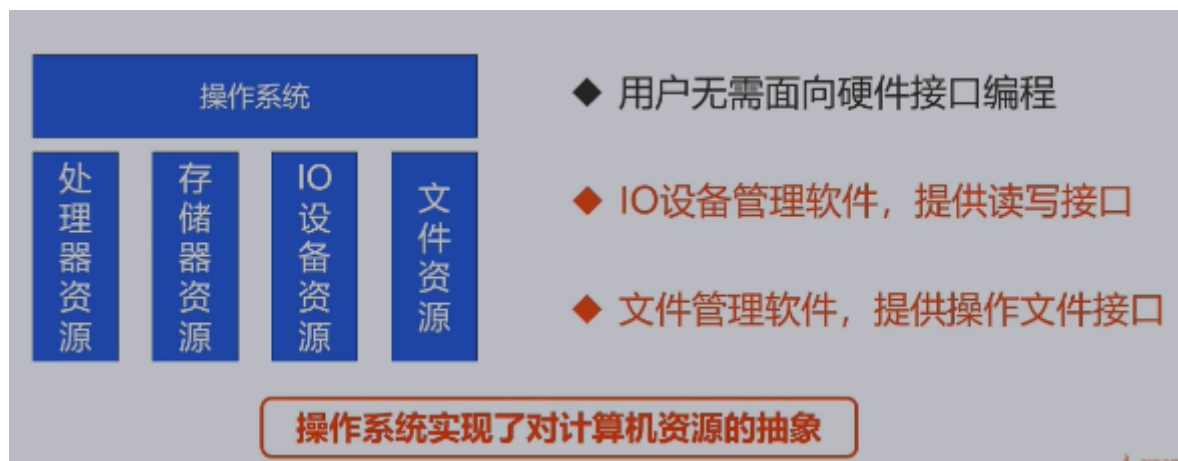 操作系统
处理器资源
存储器资源
IO设备资源
文件资源
用户无需面向硬件接口编程
IO设备管理软件，提供读写接口
文件管理软件，提供操作文件接口
操作系统实现了对计算机资源的抽象